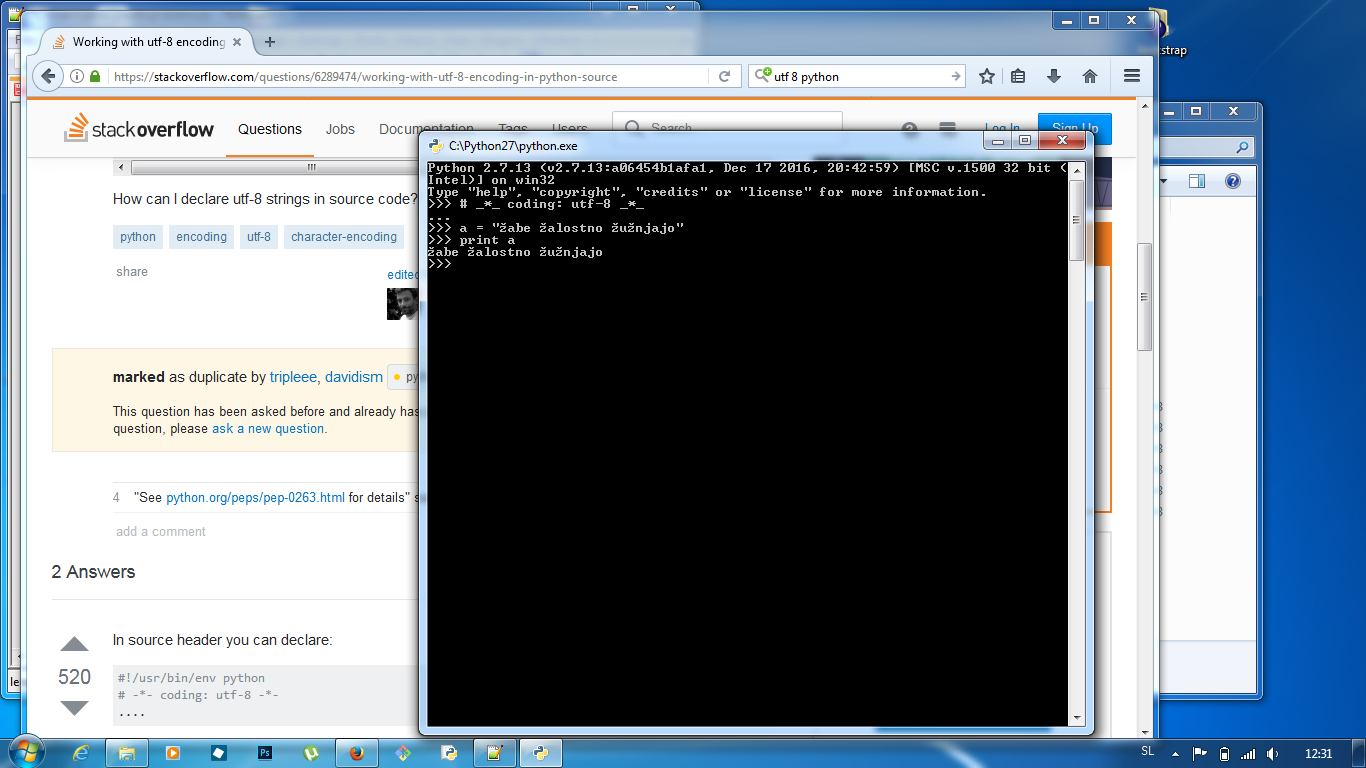 Working with utf-8 encoding
https://stackoverflow.com/questions/6289474/working-with-utf-8-encoding-in-python-source
utf 8 python
stackoverflow
Questions
Jobs
Documentation
Tags
Users
Search
Log In
Sign Up
How can I declare utf-8 strings in source code?
python
encoding
utf-8
character-encoding
share
edited
marked as duplicate by tripleee, davidism
py
This question has been asked before and already has
question, please ask a new question.
4 "See python.org/peps/pep-0263.html for details"
add a comment
2 Answers
520
In source header you can declare:
#!/usr/bin/env python
# -*- coding: utf-8 -*-
....
C:\Python27\python.exe
Python 2.7.13 (v2.7.13:a06454b1afa1, Dec 17 2016, 20:42:59) [MSC v.1500 32 bit (
Intel)] on win32
Type "help", "copyright", "credits" or "license" for more information.
>>> # _*_ coding: utf-8 _*_
...
>>> a = "žabe žalostno žužnjajo"
>>> print a
žabe žalostno žužnjajo
>>>
SL
12:31